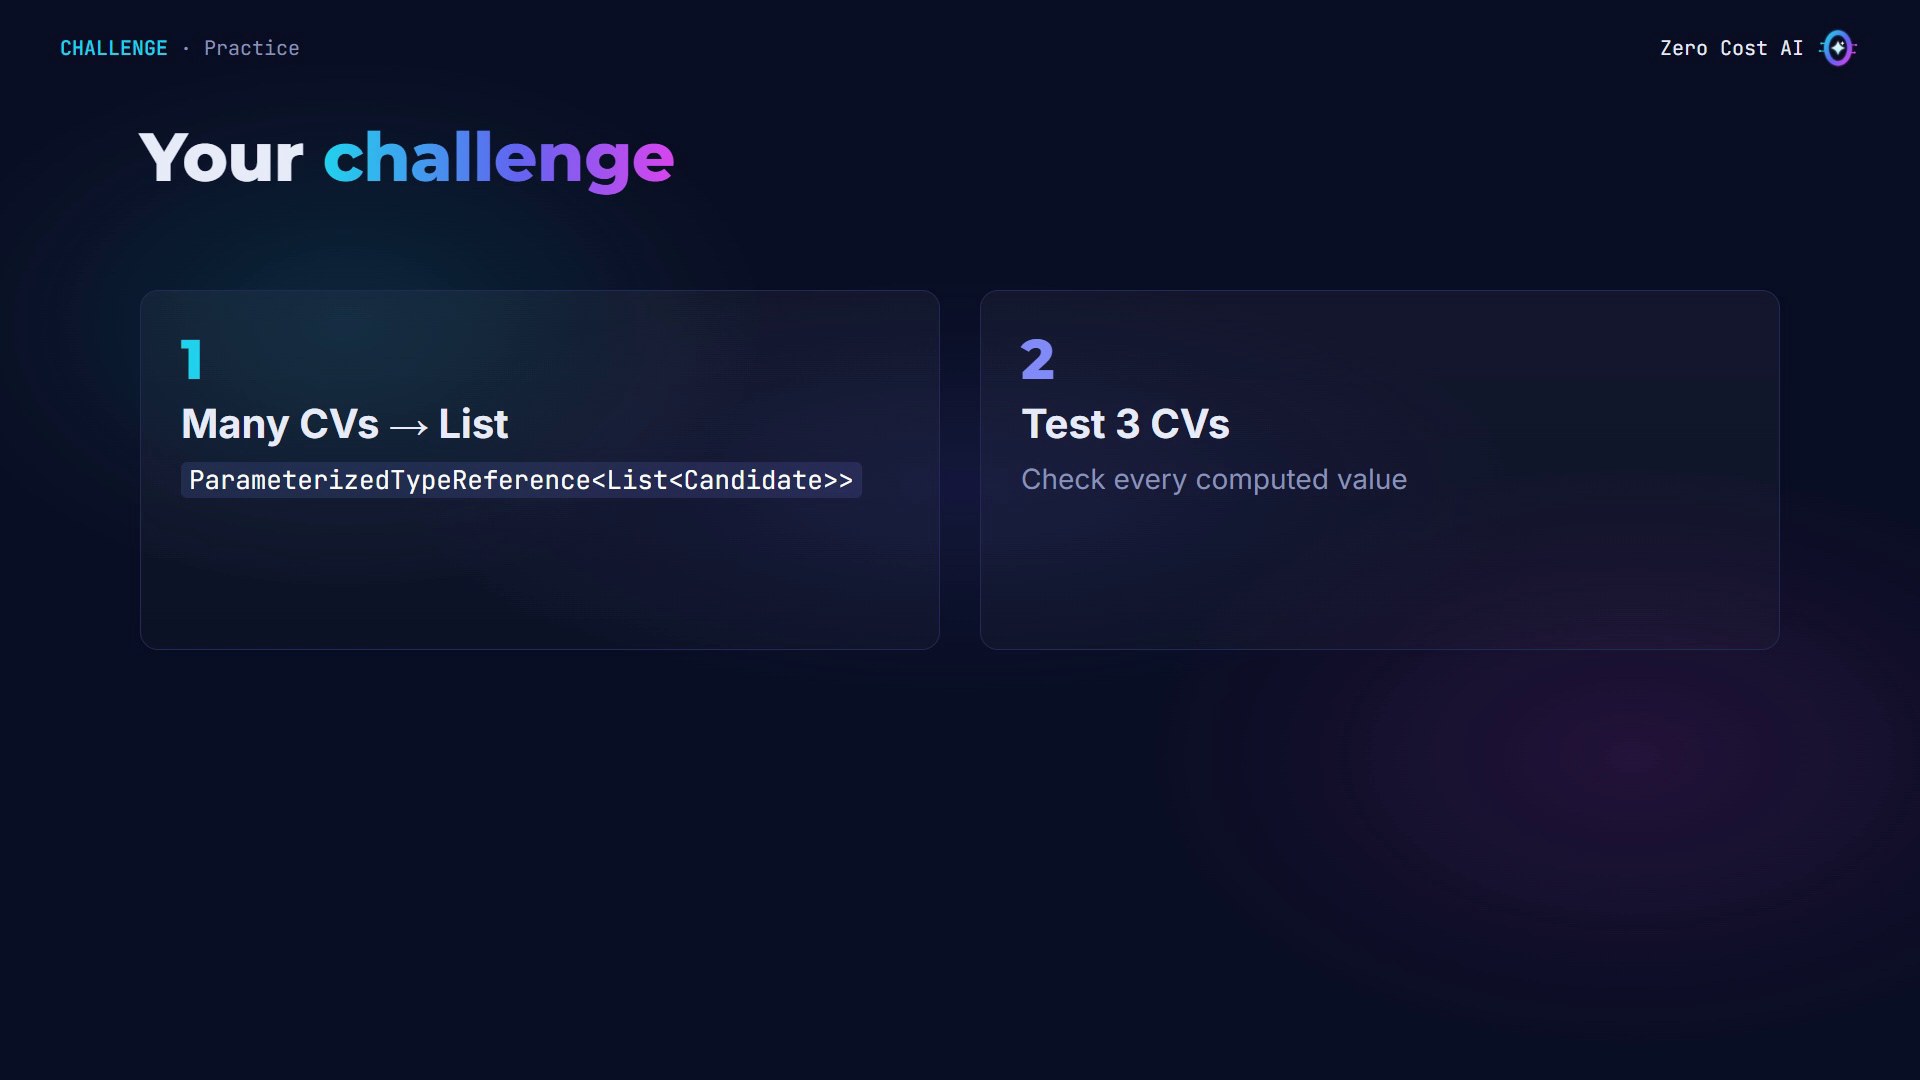 CHALLENGE · Practice
Zero Cost AI
Your challenge
1
Many CVs → List
ParameterizedTypeReference<List<Candidate>>
2
Test 3 CVs
Check every computed value